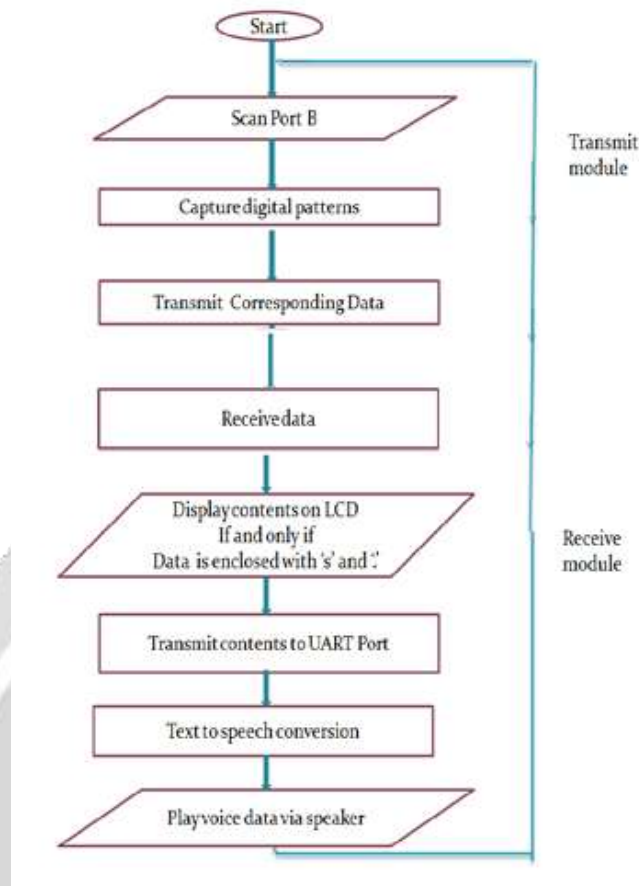 Start
Scan Port B
Transmit
module
Capture digital patterns
Transmit Corresponding Data
Receive data
Display contents on LCD
If and only if
Data is enclosed with 's' and '.'
Receive
module
Transmit contents to UART Port
Text to speech conversion
Play voice data via speaker